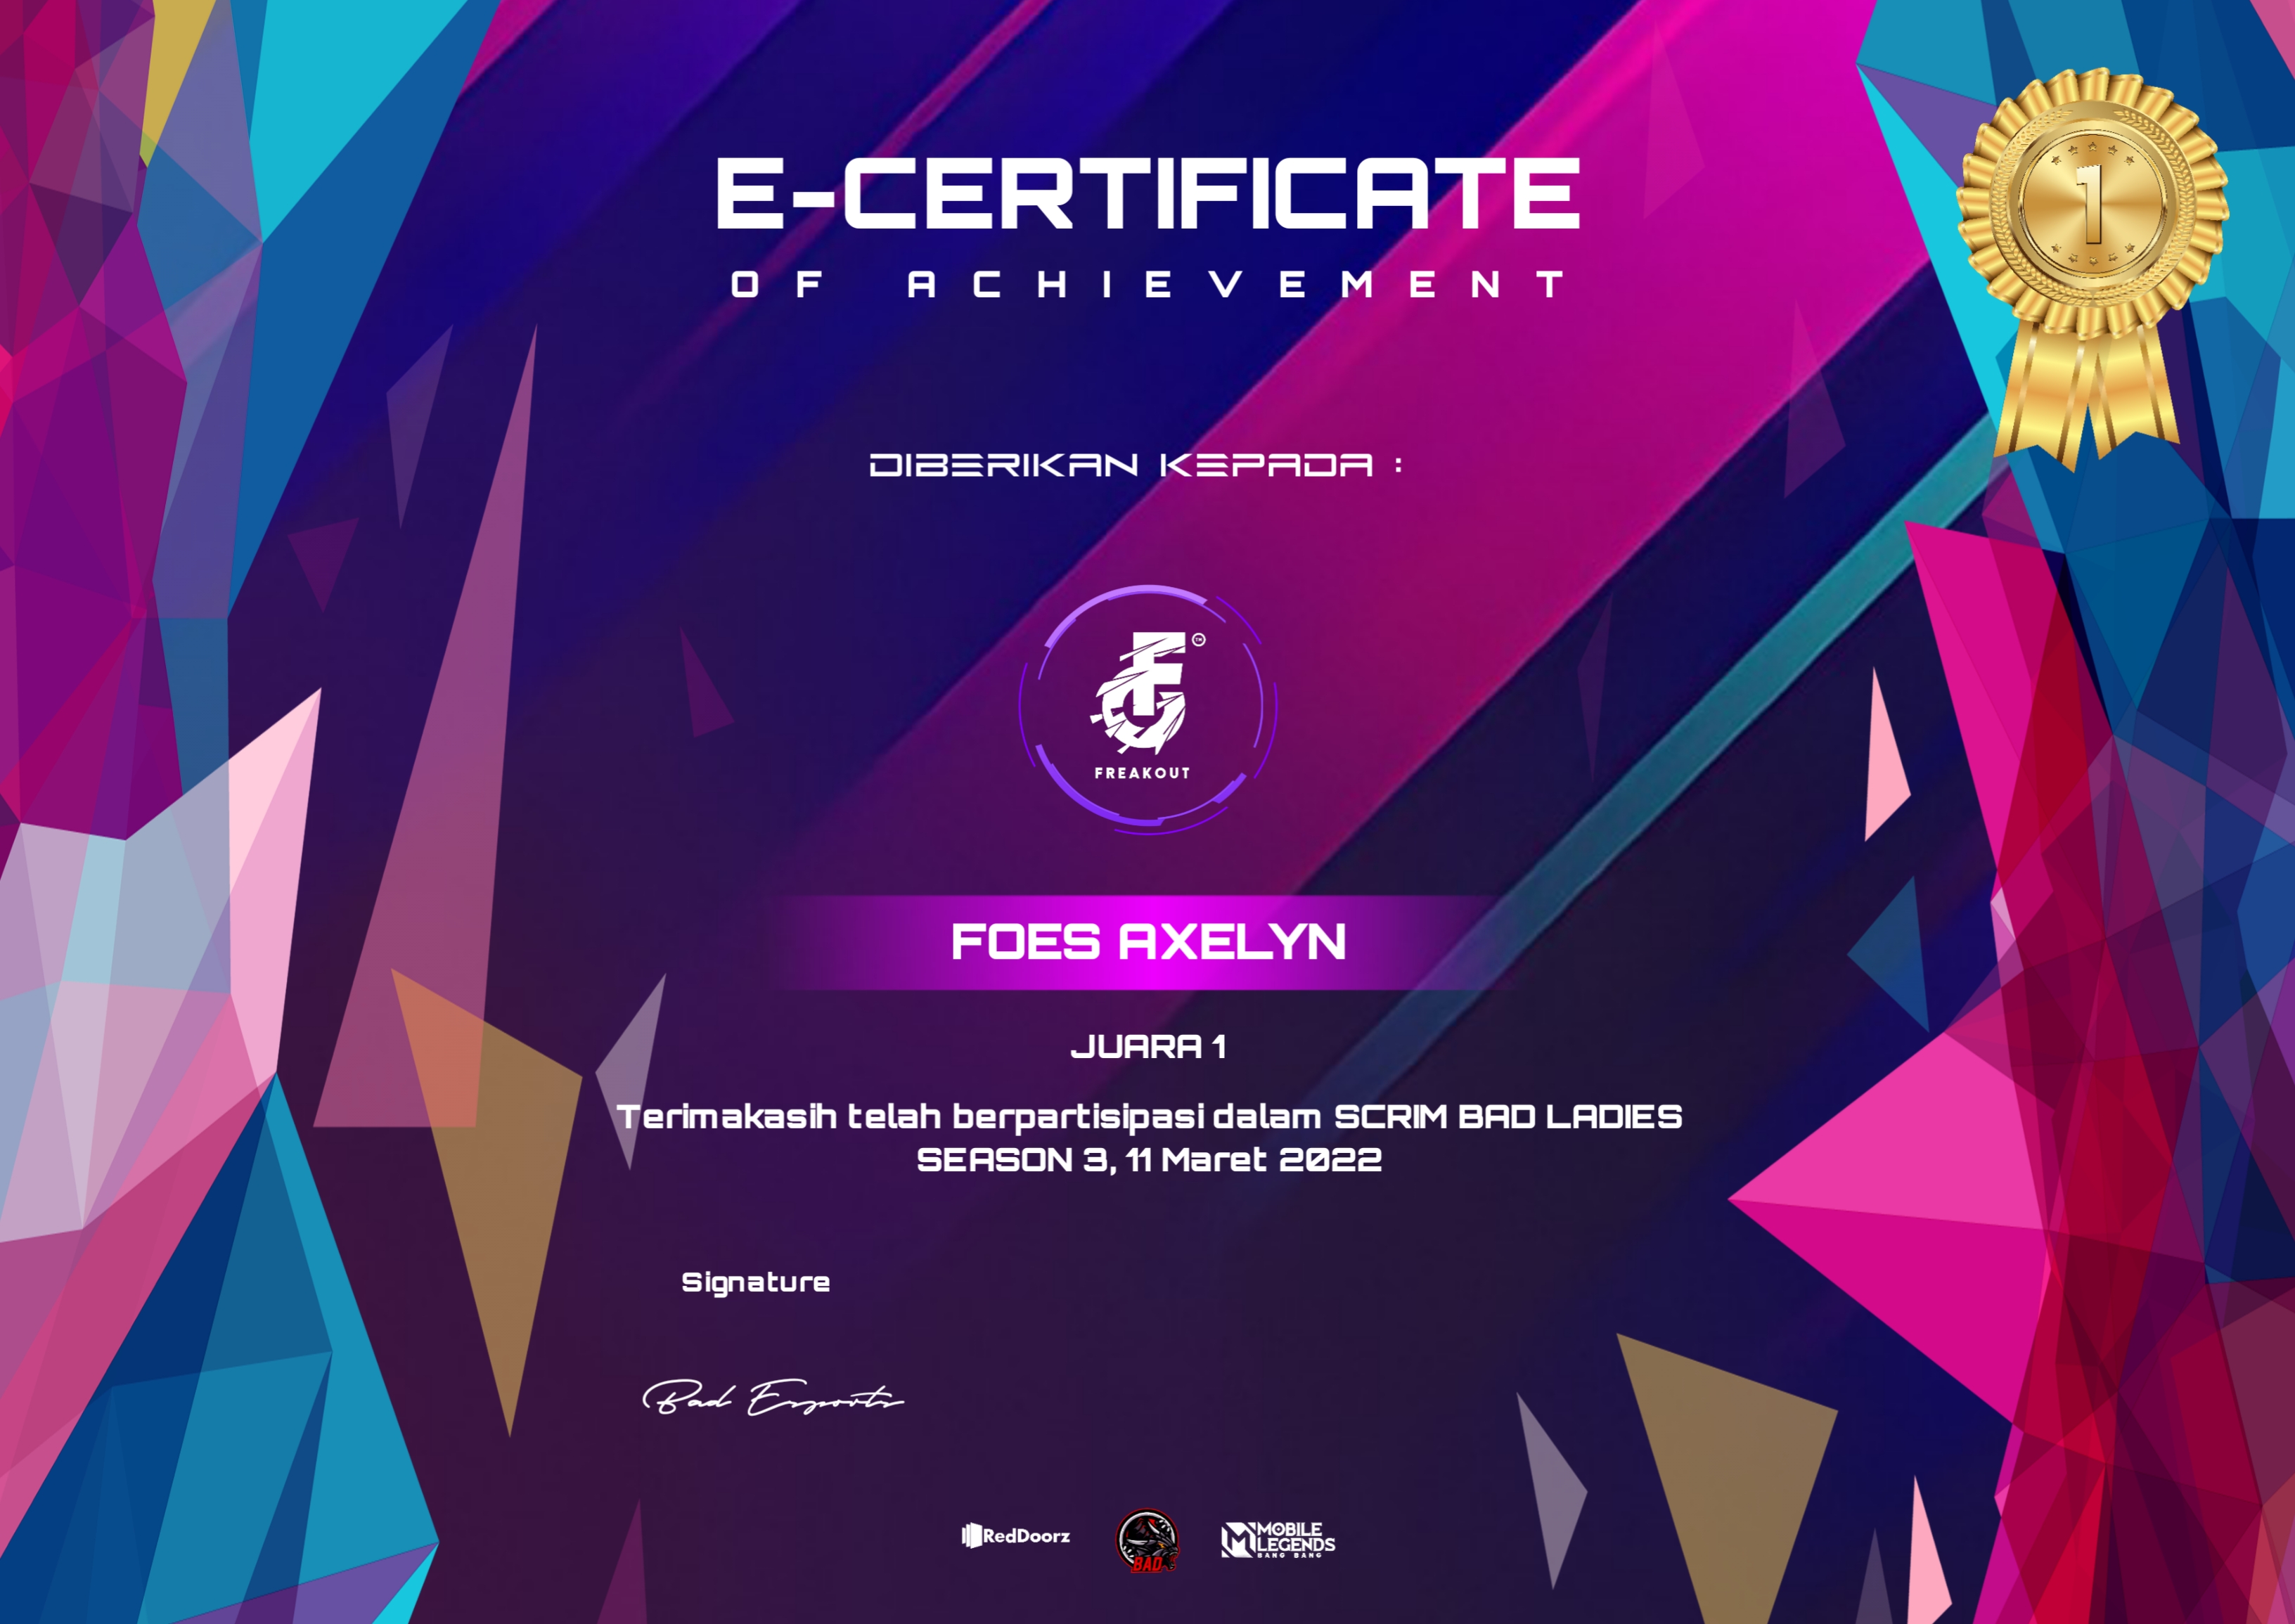 E-CERTIFICATE
OF ACHIEVEMENT
1
DIBERIKAN KEPADA :
TM
FREAKOUT
FOES AXELYN
JUARA 1
Terimakasih telah berpartisipasi dalam SCRIM BAD LADIES
SEASON 3, 11 Maret 2022
Signature
Bad Esports
RedDoorz
BAD
MOBILE
LEGENDS
BANG BANG